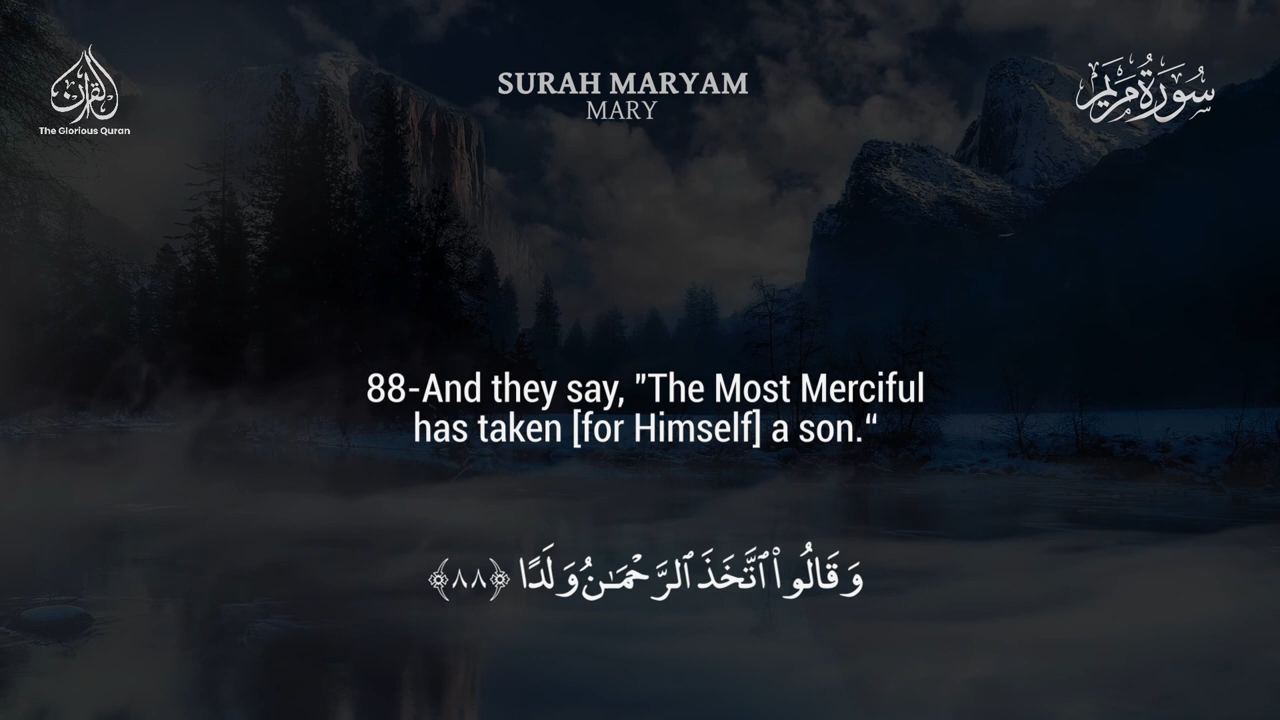 القرآن
The Glorious Quran
SURAH MARYAM
MARY
سُورَةُ مَرْيَم
88-And they say, "The Most Merciful
has taken [for Himself] a son.“
وَقَالُوا۟ ٱتَّخَذَ ٱلرَّحْمَـٰنُ وَلَدًا ﴿٨٨﴾